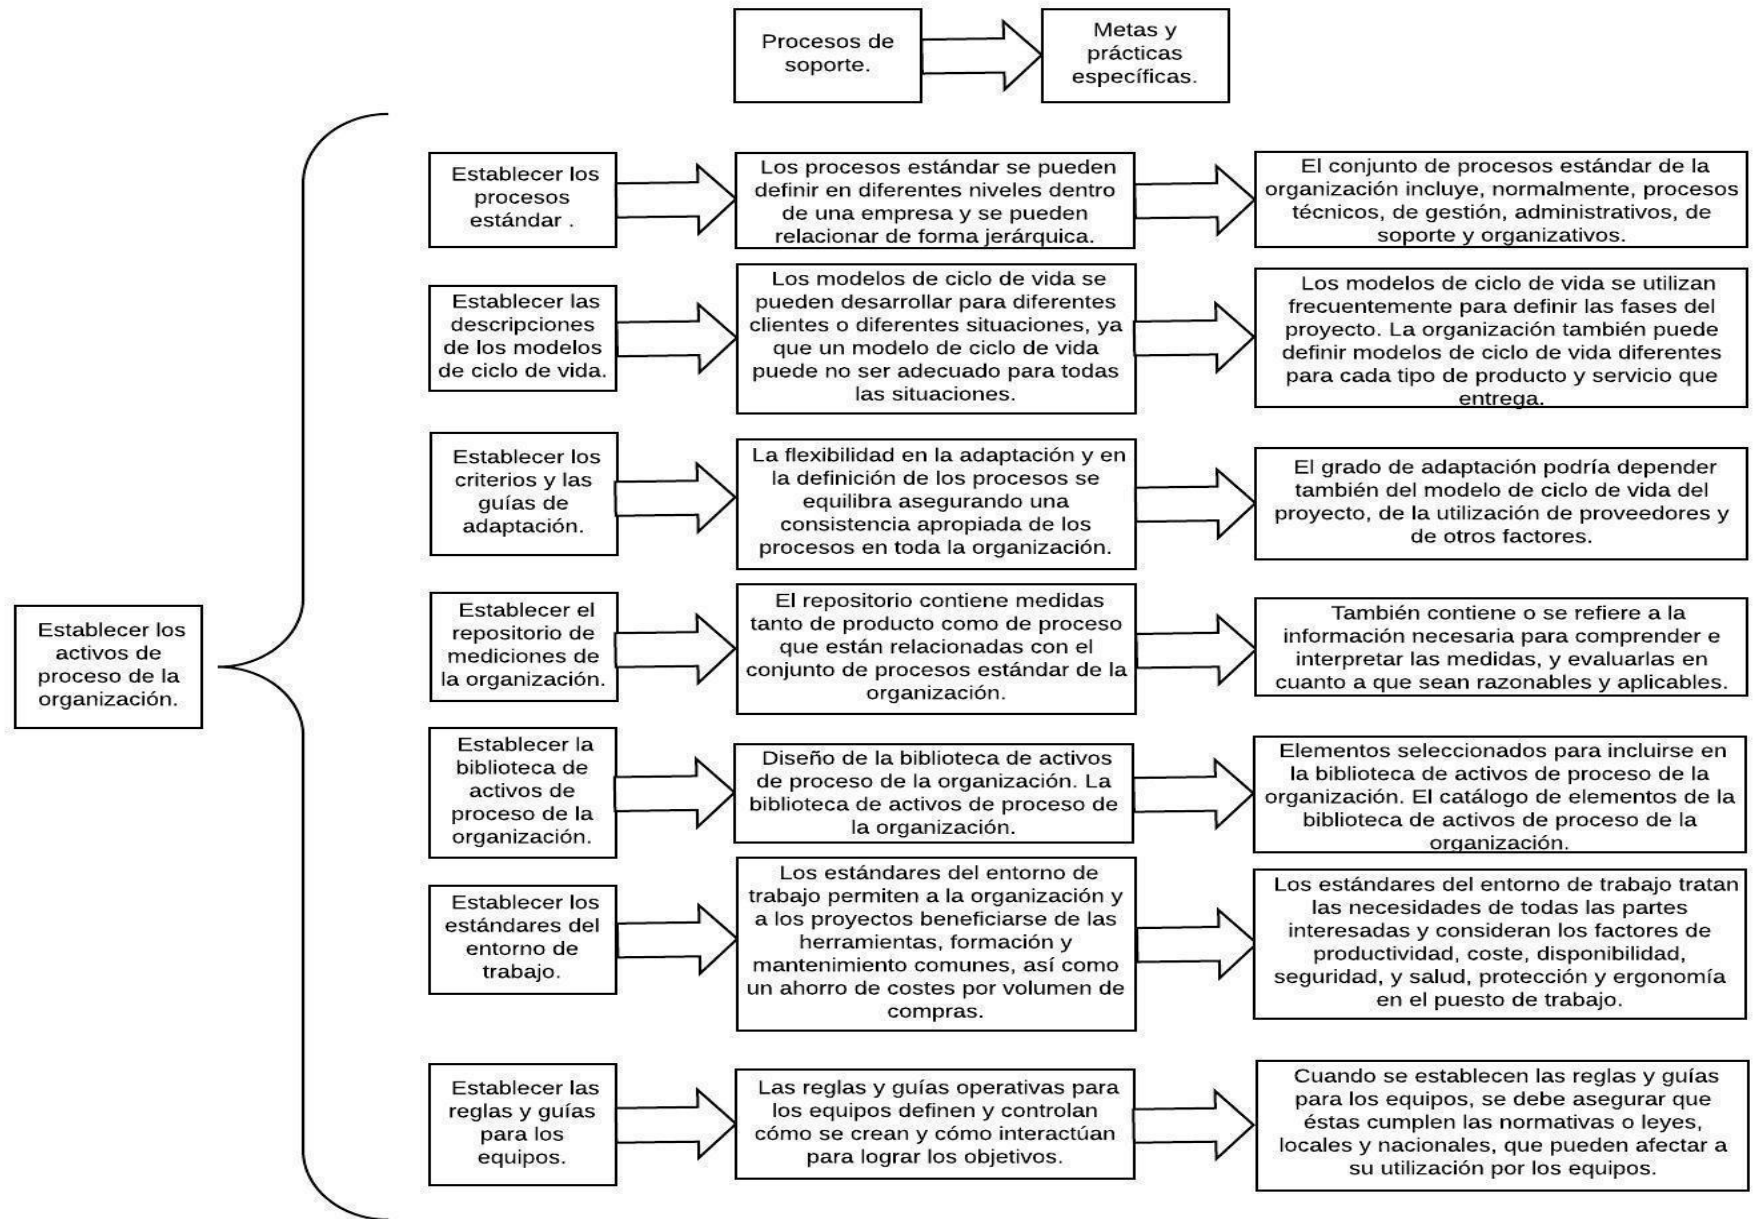 Procesos de
soporte.
Metas y
prácticas
específicas.
Establecer los
activos de
proceso de la
organización.
Establecer los
procesos
estándar .
Los procesos estándar se pueden
definir en diferentes niveles dentro
de una empresa y se pueden
relacionar de forma jerárquica.
El conjunto de procesos estándar de la
organización incluye, normalmente, procesos
técnicos, de gestión, administrativos, de
soporte y organizativos.
Establecer las
descripciones
de los modelos
de ciclo de vida.
Los modelos de ciclo de vida se
pueden desarrollar para diferentes
clientes o diferentes situaciones, ya
que un modelo de ciclo de vida
puede no ser adecuado para todas
las situaciones.
Los modelos de ciclo de vida se utilizan
frecuentemente para definir las fases del
proyecto. La organización también puede
definir modelos de ciclo de vida diferentes
para cada tipo de producto y servicio que
entrega.
Establecer los
criterios y las
guías de
adaptación.
La flexibilidad en la adaptación y en
la definición de los procesos se
equilibra asegurando una
consistencia apropiada de los
procesos en toda la organización.
El grado de adaptación podría depender
también del modelo de ciclo de vida del
proyecto, de la utilización de proveedores y
de otros factores.
Establecer el
repositorio de
mediciones de
la organización.
El repositorio contiene medidas
tanto de producto como de proceso
que están relacionadas con el
conjunto de procesos estándar de la
organización.
También contiene o se refiere a la
información necesaria para comprender e
interpretar las medidas, y evaluarlas en
cuanto a que sean razonables y aplicables.
Establecer la
biblioteca de
activos de
proceso de la
organización.
Diseño de la biblioteca de activos
de proceso de la organización. La
biblioteca de activos de proceso de
la organización.
Elementos seleccionados para incluirse en
la biblioteca de activos de proceso de la
organización. El catálogo de elementos de la
biblioteca de activos de proceso de la
organización.
Establecer los
estándares del
entorno de
trabajo.
Los estándares del entorno de
trabajo permiten a la organización y
a los proyectos beneficiarse de las
herramientas, formación y
mantenimiento comunes, así como
un ahorro de costes por volumen de
compras.
Los estándares del entorno de trabajo tratan
las necesidades de todas las partes
interesadas y consideran los factores de
productividad, coste, disponibilidad,
seguridad, y salud, protección y ergonomía
en el puesto de trabajo.
Establecer las
reglas y guías
para los
equipos.
Las reglas y guías operativas para
los equipos definen y controlan
cómo se crean y cómo interactúan
para lograr los objetivos.
Cuando se establecen las reglas y guías
para los equipos, se debe asegurar que
éstas cumplen las normativas o leyes,
locales y nacionales, que pueden afectar a
su utilización por los equipos.